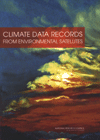 CLIMATE DATA RECORDS
FROM ENVIRONMENTAL SATELLITES